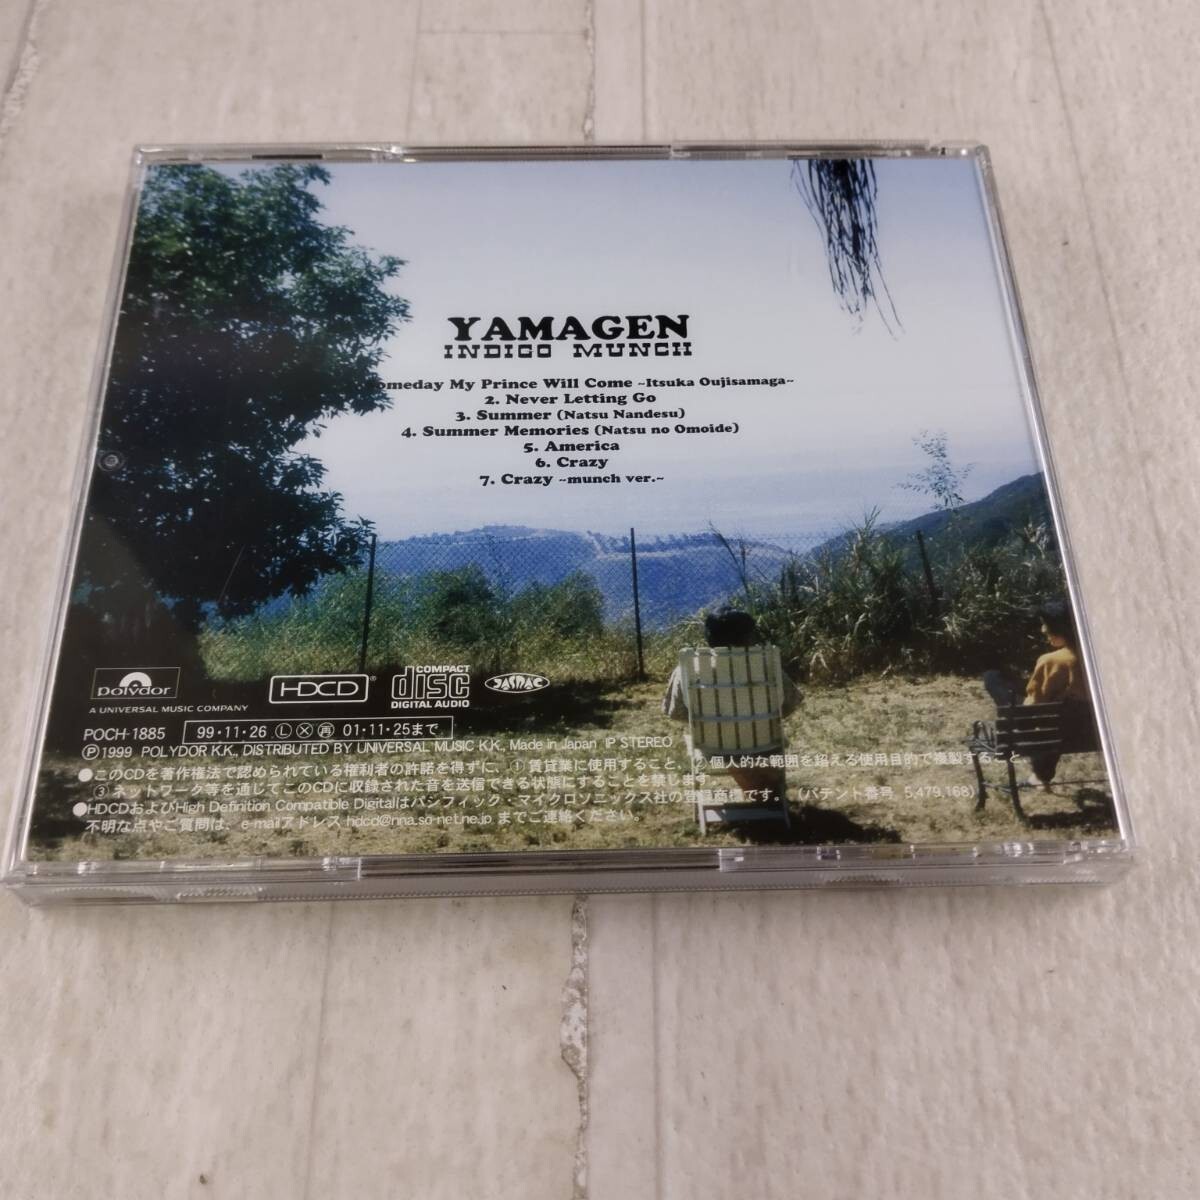 YAMAGEN
INDIGO MUNCH
omeday My Prince Will Come ~Itsuka Oujisamaga~
2. Never Letting Go
3. Summer (Natsu Nandesu)
4. Summer Memories (Natsu no Omoide)
5. America
6. Crazy
7. Crazy ~munch ver.~
Polydor
A UNIVERSAL MUSIC COMPANY
HDCD®
COMPACT
disc
DIGITAL AUDIO
JASRAC
POCH-1885
99・11・26 Ⓛ Ⓧ ㊞ 01・11・25まで
Ⓟ1999 POLYDOR K.K., DISTRIBUTED BY UNIVERSAL MUSIC K.K., Made in Japan IP STEREO
●このCDを著作権法で認められている権利者の許諾を得ずに、①賃貸業に使用すること、②個人的な範囲を超える使用目的で複製すること、
③ネットワーク等を通じてこのCDに収録された音を送信できる状態にすることを禁じます。
●HDCDおよびHigh Definition Compatible Digitalはパシフィック・マイクロソニックス社の登録商標です。（パテント番号 5,479,168）
不明な点やご質問は、e-mailアドレス hdcd@nna.so-net.ne.jp までご連絡ください。